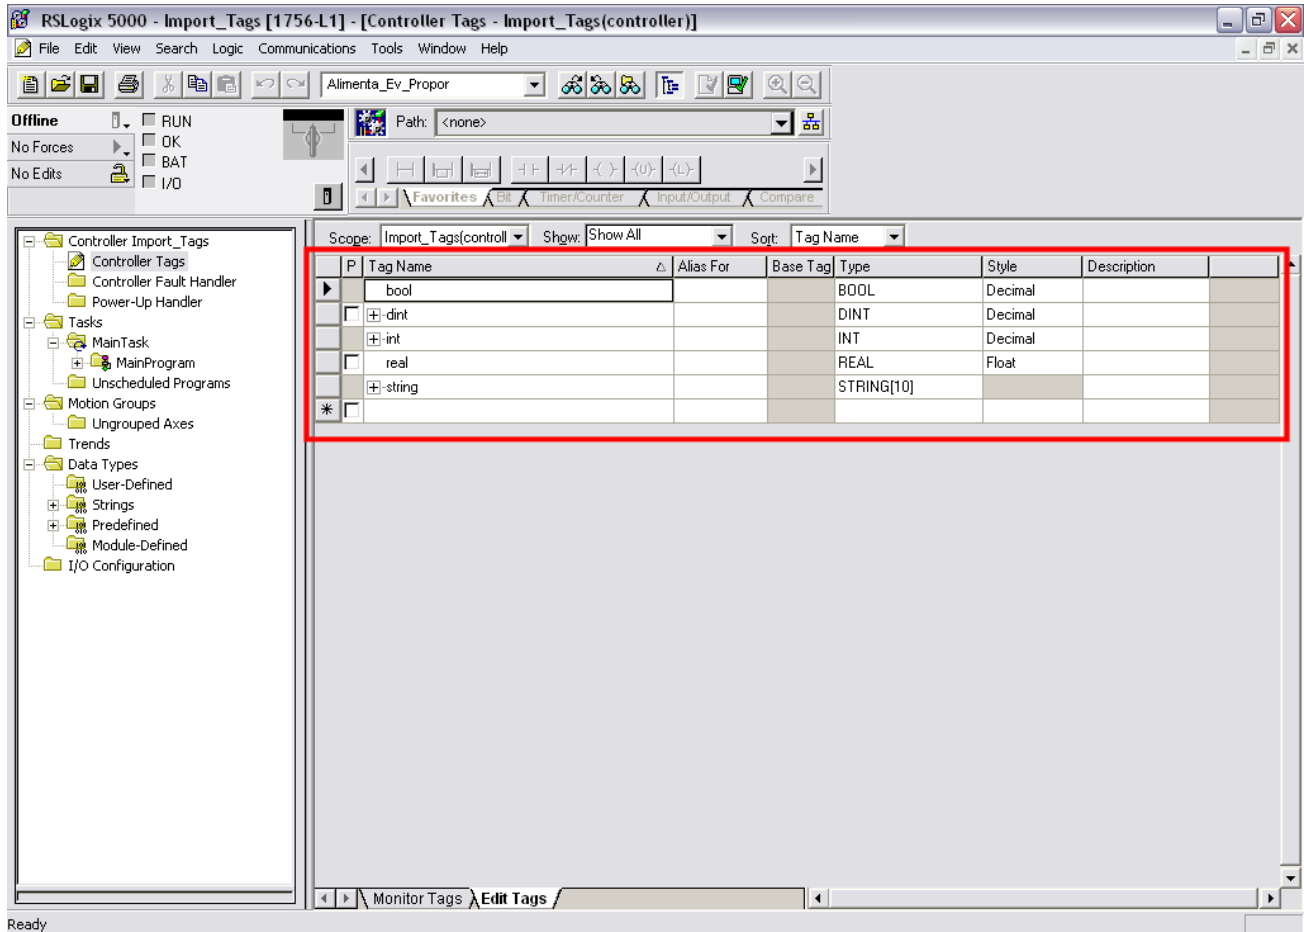 RSLogix 5000 - Import_Tags [1756-L1] - [Controller Tags - Import_Tags(controller)]
File Edit View Search Logic Communications Tools Window Help
Alimenta_Ev_Propor
Offline RUN
No Forces OK
No Edits BAT
I/O
Path: <none>
Favorites Bit Timer/Counter Input/Output Compare
Controller Import_Tags
Controller Tags
Controller Fault Handler
Power-Up Handler
Tasks
MainTask
MainProgram
Unscheduled Programs
Motion Groups
Ungrouped Axes
Trends
Data Types
User-Defined
Strings
Predefined
Module-Defined
I/O Configuration
Scope: Import_Tags(controll Show: Show All Sort: Tag Name
P Tag Name Alias For Base Tag Type Style Description
bool BOOL Decimal
dint DINT Decimal
int INT Decimal
real REAL Float
string STRING[10]
Monitor Tags Edit Tags
Ready